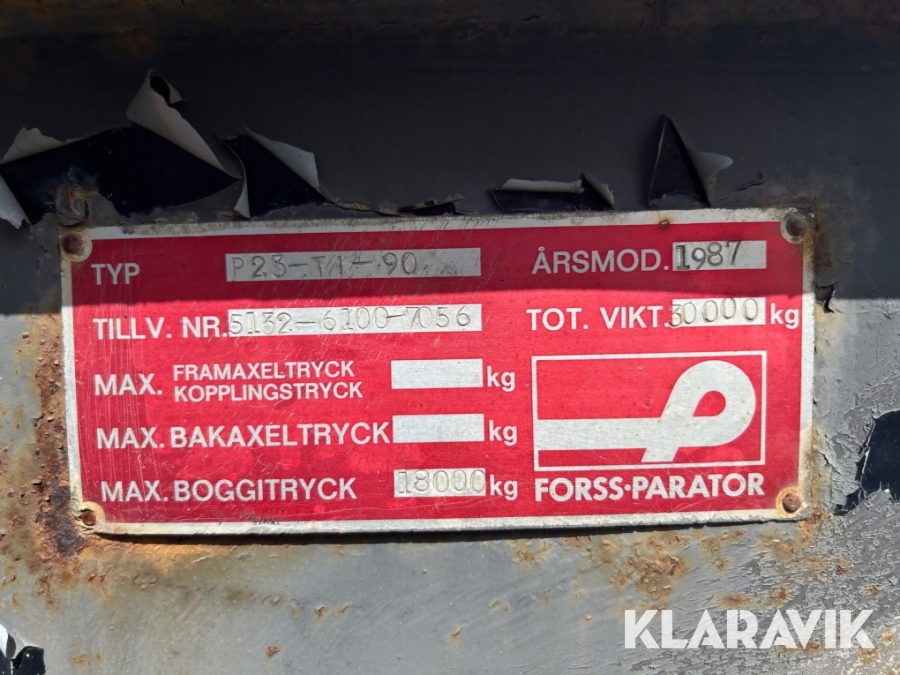 TYP P23-T1-90 ÅRSMOD. 1987
TILLV. NR. 5132-6100-7056 TOT. VIKT. 30000 kg
MAX. FRAMAXELTRYCK
KOPPLINGSTRYCK kg
MAX. BAKAXELTRYCK kg
MAX. BOGGITRYCK 18000 kg
FORSS·PARATOR
KLARAVIK